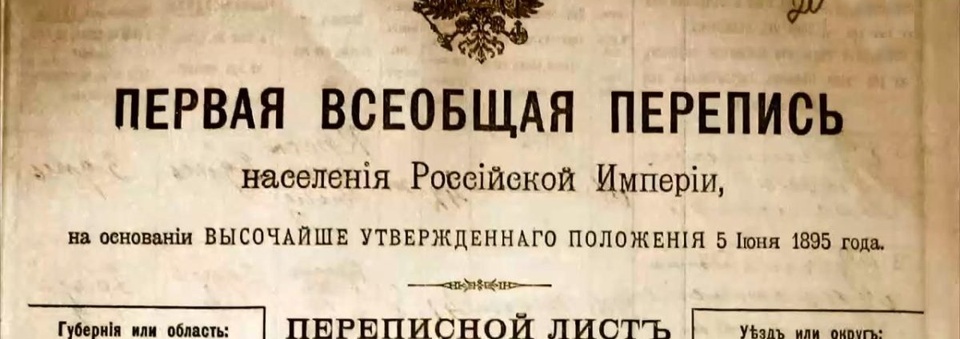 ПЕРВАЯ ВСЕОБЩАЯ ПЕРЕПИСЬ
населенія Россійской Имперіи,
на основаніи ВЫСОЧАЙШЕ УТВЕРЖДЕННАГО ПОЛОЖЕНІЯ 5 Іюня 1895 года.
Губернія или область:
ПЕРЕПИСНОЙ ЛИСТЪ
Уѣздъ или округъ: